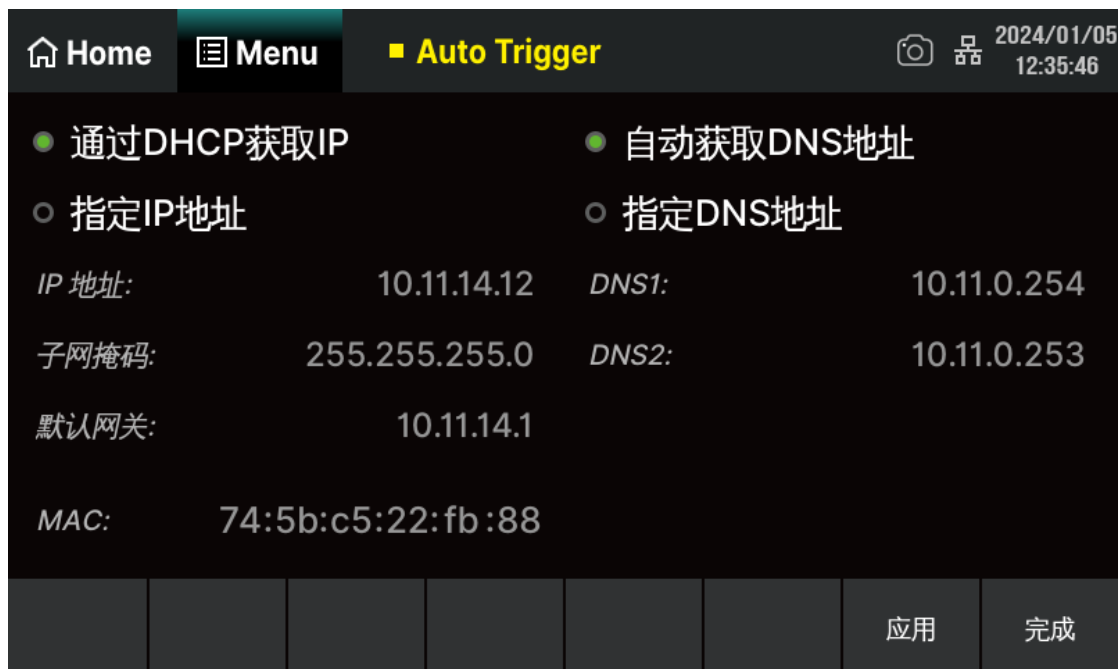 Home Menu Auto Trigger 2024/01/05
12:35:46
通过DHCP获取IP 自动获取DNS地址
指定IP地址 指定DNS地址
IP 地址: 10.11.14.12 DNS1: 10.11.0.254
子网掩码: 255.255.255.0 DNS2: 10.11.0.253
默认网关: 10.11.14.1
MAC: 74:5b:c5:22:fb:88
应用 完成